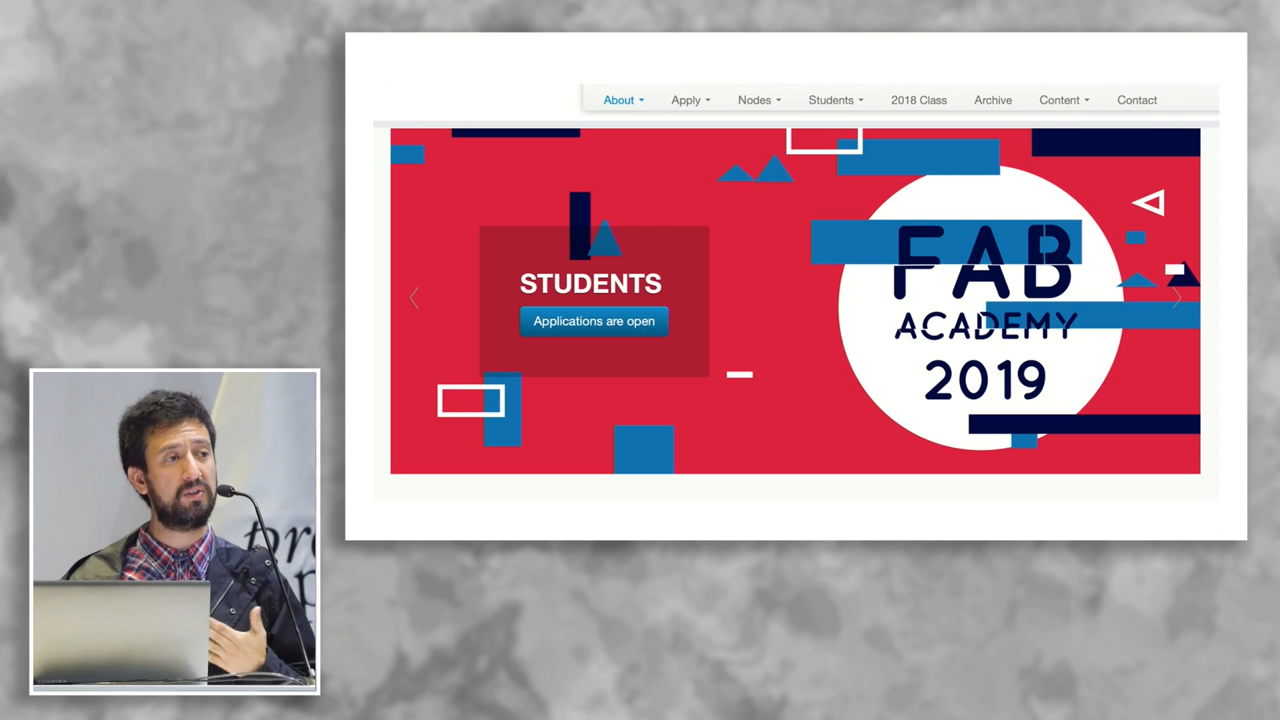 About
Apply
Nodes
Students
2018 Class
Archive
Content
Contact
STUDENTS
Applications are open
FAB
ACADEMY
2019